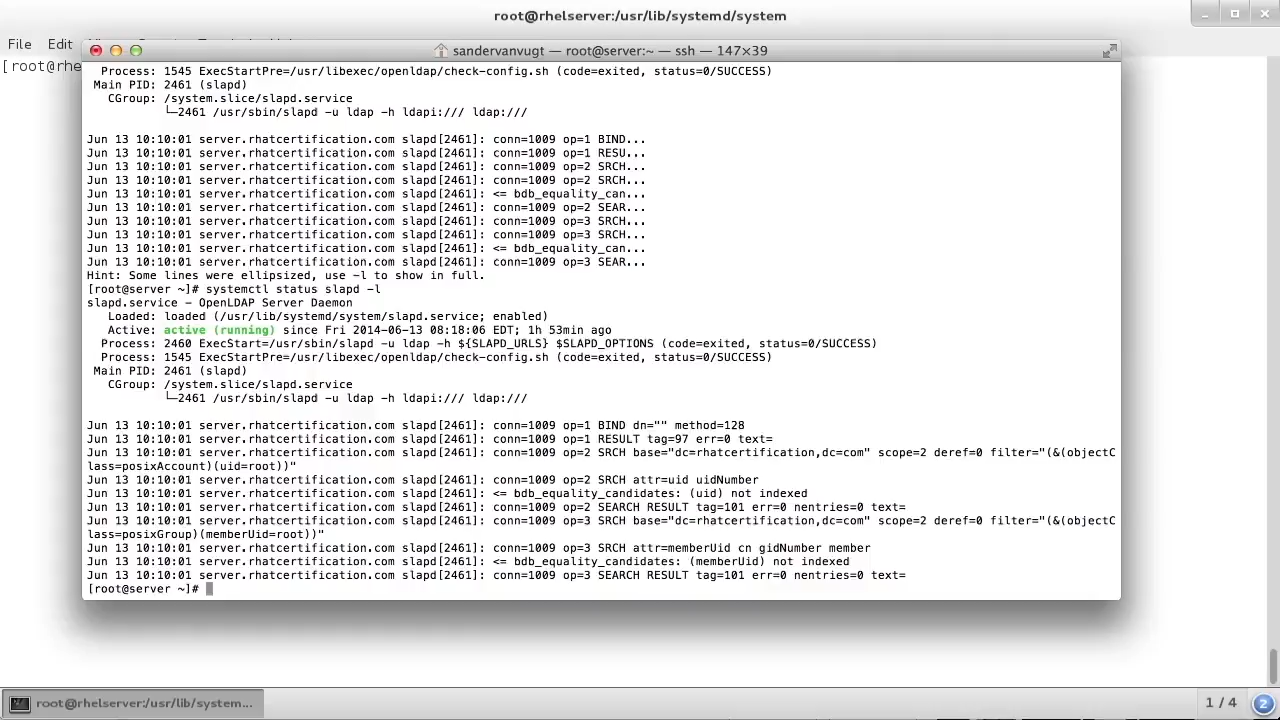 root@rhelserver:/usr/lib/systemd/system
File Edit
[root@rhe
sandervanvugt — root@server:~ — ssh — 147×39
Process: 1545 ExecStartPre=/usr/libexec/openldap/check-config.sh (code=exited, status=0/SUCCESS)
Main PID: 2461 (slapd)
CGroup: /system.slice/slapd.service
└─2461 /usr/sbin/slapd -u ldap -h ldapi:/// ldap:///
Jun 13 10:10:01 server.rhatcertification.com slapd[2461]: conn=1009 op=1 BIND...
Jun 13 10:10:01 server.rhatcertification.com slapd[2461]: conn=1009 op=1 RESU...
Jun 13 10:10:01 server.rhatcertification.com slapd[2461]: conn=1009 op=2 SRCH...
Jun 13 10:10:01 server.rhatcertification.com slapd[2461]: conn=1009 op=2 SRCH...
Jun 13 10:10:01 server.rhatcertification.com slapd[2461]: <= bdb_equality_can...
Jun 13 10:10:01 server.rhatcertification.com slapd[2461]: conn=1009 op=2 SEAR...
Jun 13 10:10:01 server.rhatcertification.com slapd[2461]: conn=1009 op=3 SRCH...
Jun 13 10:10:01 server.rhatcertification.com slapd[2461]: conn=1009 op=3 SRCH...
Jun 13 10:10:01 server.rhatcertification.com slapd[2461]: <= bdb_equality_can...
Jun 13 10:10:01 server.rhatcertification.com slapd[2461]: conn=1009 op=3 SEAR...
Hint: Some lines were ellipsized, use -l to show in full.
[root@server ~]# systemctl status slapd -l
slapd.service - OpenLDAP Server Daemon
Loaded: loaded (/usr/lib/systemd/system/slapd.service; enabled)
Active: active (running) since Fri 2014-06-13 08:18:06 EDT; 1h 53min ago
Process: 2460 ExecStart=/usr/sbin/slapd -u ldap -h ${SLAPD_URLS} $SLAPD_OPTIONS (code=exited, status=0/SUCCESS)
Process: 1545 ExecStartPre=/usr/libexec/openldap/check-config.sh (code=exited, status=0/SUCCESS)
Main PID: 2461 (slapd)
CGroup: /system.slice/slapd.service
└─2461 /usr/sbin/slapd -u ldap -h ldapi:/// ldap:///
Jun 13 10:10:01 server.rhatcertification.com slapd[2461]: conn=1009 op=1 BIND dn="" method=128
Jun 13 10:10:01 server.rhatcertification.com slapd[2461]: conn=1009 op=1 RESULT tag=97 err=0 text=
Jun 13 10:10:01 server.rhatcertification.com slapd[2461]: conn=1009 op=2 SRCH base="dc=rhatcertification,dc=com" scope=2 deref=0 filter="(&(objectC
lass=posixAccount)(uid=root))"
Jun 13 10:10:01 server.rhatcertification.com slapd[2461]: conn=1009 op=2 SRCH attr=uid uidNumber
Jun 13 10:10:01 server.rhatcertification.com slapd[2461]: <= bdb_equality_candidates: (uid) not indexed
Jun 13 10:10:01 server.rhatcertification.com slapd[2461]: conn=1009 op=2 SEARCH RESULT tag=101 err=0 nentries=0 text=
Jun 13 10:10:01 server.rhatcertification.com slapd[2461]: conn=1009 op=3 SRCH base="dc=rhatcertification,dc=com" scope=2 deref=0 filter="(&(objectC
lass=posixGroup)(memberUid=root))"
Jun 13 10:10:01 server.rhatcertification.com slapd[2461]: conn=1009 op=3 SRCH attr=memberUid cn gidNumber member
Jun 13 10:10:01 server.rhatcertification.com slapd[2461]: <= bdb_equality_candidates: (memberUid) not indexed
Jun 13 10:10:01 server.rhatcertification.com slapd[2461]: conn=1009 op=3 SEARCH RESULT tag=101 err=0 nentries=0 text=
[root@server ~]#
root@rhelserver:/usr/lib/system...
1 / 4
2